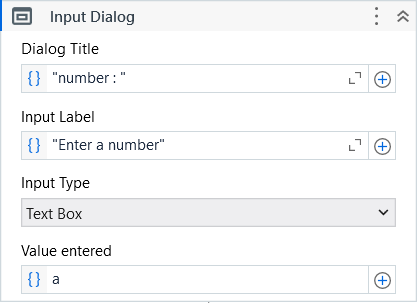 Input Dialog
Dialog Title
{} "number : "
Input Label
{} "Enter a number"
Input Type
Text Box
Value entered
{} a